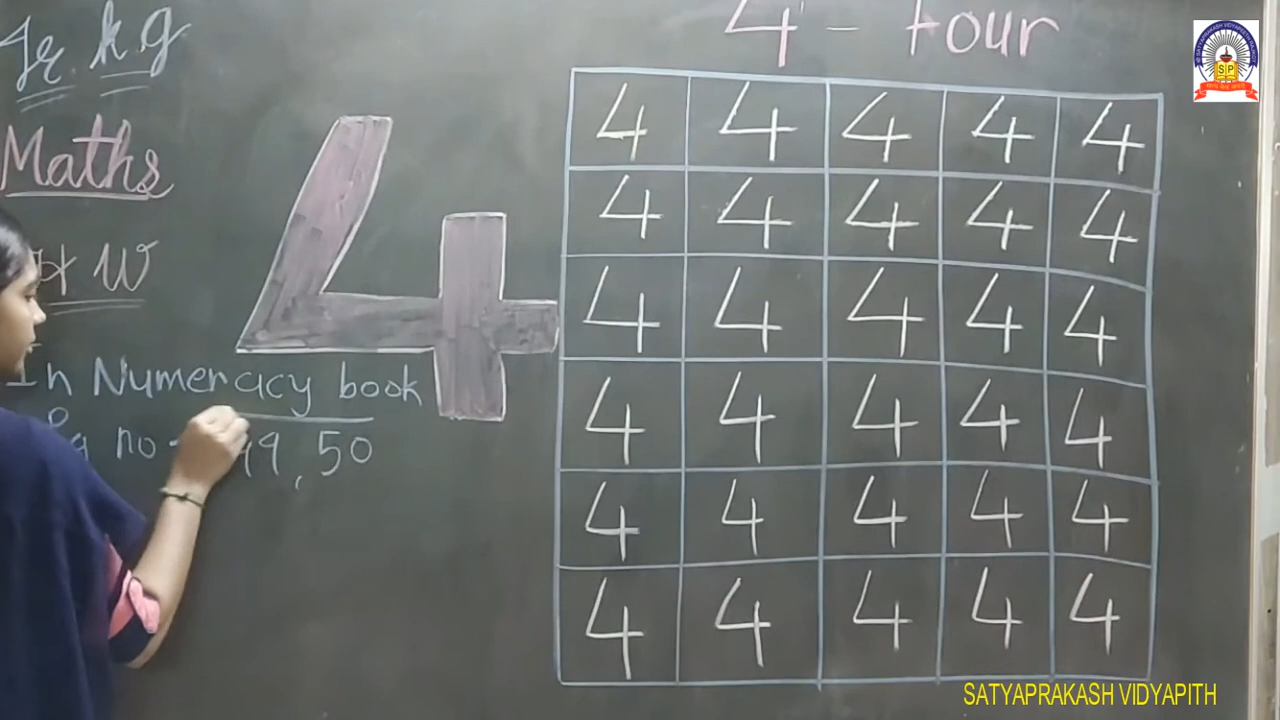 Jr kg
Maths
W
In Numeracy book
no - 49, 50
4 - four
4
4 4 4 4 4
4 4 4 4 4
4 4 4 4 4
4 4 4 4 4
4 4 4 4 4
4 4 4 4 4
SP
SATYAPRAKASH VIDYAPITH